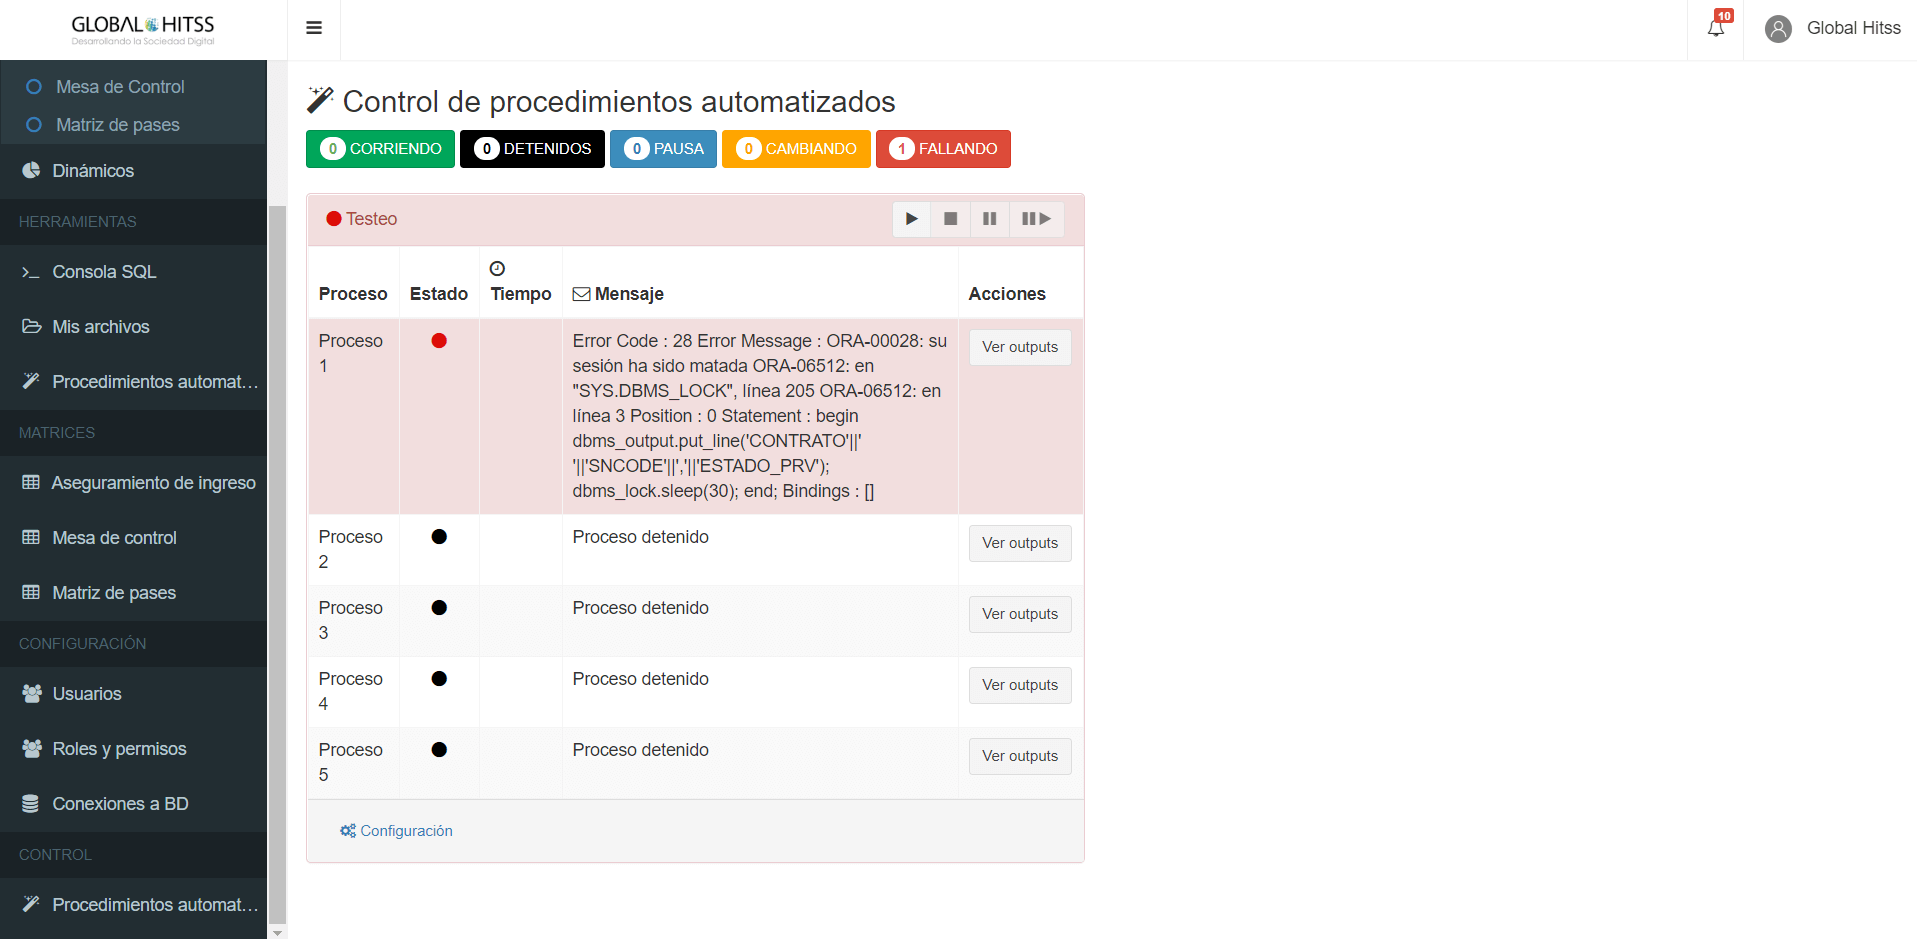 GLOBAL HITSS
Desarrollando la Sociedad Digital
10
Global Hitss
Mesa de Control
Matriz de pases
Dinámicos
HERRAMIENTAS
Consola SQL
Mis archivos
Procedimientos automat...
MATRICES
Aseguramiento de ingreso
Mesa de control
Matriz de pases
CONFIGURACIÓN
Usuarios
Roles y permisos
Conexiones a BD
CONTROL
Procedimientos automat...
Control de procedimientos automatizados
0 CORRIENDO
0 DETENIDOS
0 PAUSA
0 CAMBIANDO
1 FALLANDO
Testeo
Proceso
Estado
Tiempo
Mensaje
Acciones
Proceso
1
Error Code : 28 Error Message : ORA-00028: su
sesión ha sido matada ORA-06512: en
"SYS.DBMS_LOCK", línea 205 ORA-06512: en
línea 3 Position : 0 Statement : begin
dbms_output.put_line('CONTRATO'||'
'||'SNCODE'||','||'ESTADO_PRV');
dbms_lock.sleep(30); end; Bindings : []
Ver outputs
Proceso
2
Proceso detenido
Ver outputs
Proceso
3
Proceso detenido
Ver outputs
Proceso
4
Proceso detenido
Ver outputs
Proceso
5
Proceso detenido
Ver outputs
Configuración